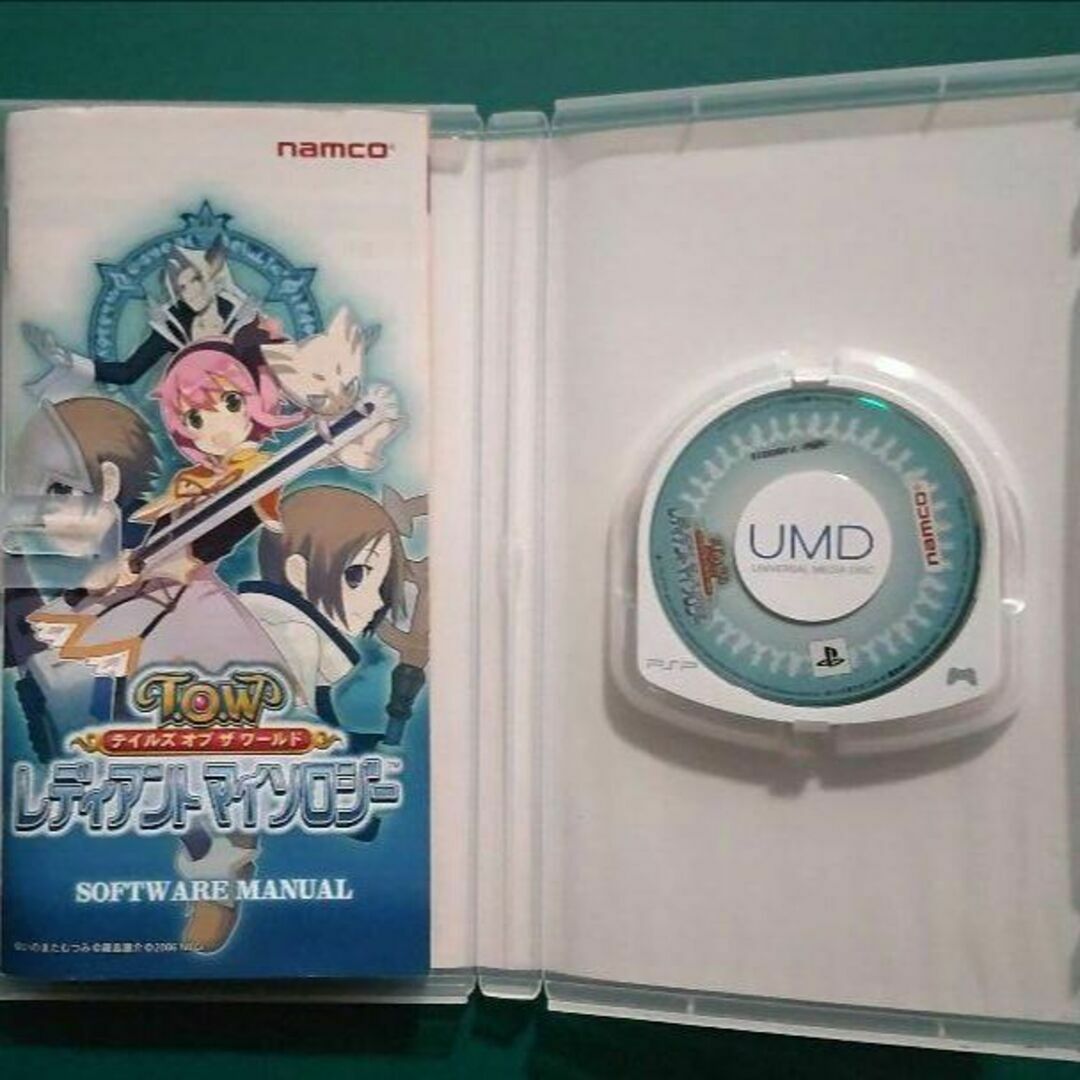 namco
T.O.W
テイルズ オブ ザ ワールド
レディアント マイソロジー
SOFTWARE MANUAL
namco
UMD
UNIVERSAL MEDIA DISC
PSP